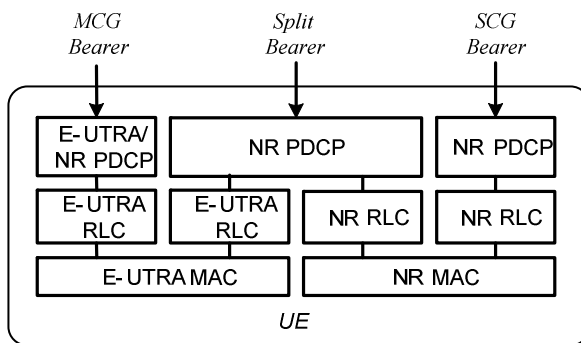 MCG Split SCG
Bearer Bearer Bearer
E-UTRA/
NR PDCP NR PDCP NR PDCP
E-UTRA E-UTRA NR RLC NR RLC
RLC RLC
E-UTRA MAC NR MAC
UE